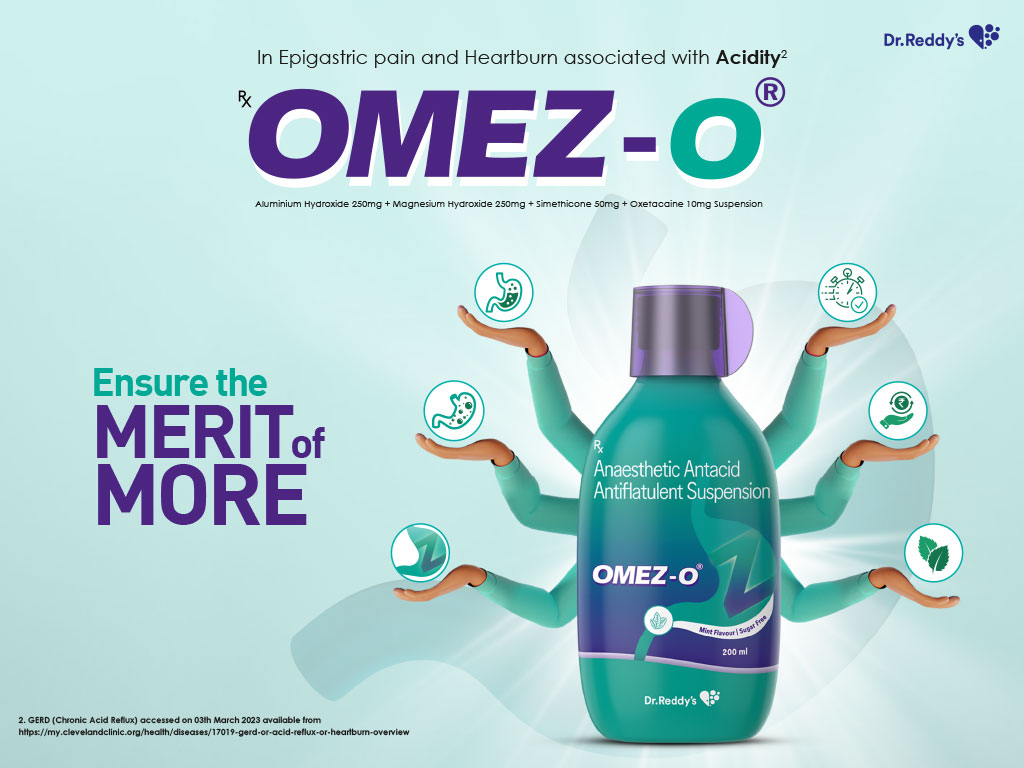 Dr.Reddy's
In Epigastric pain and Heartburn associated with Acidity²
Rx OMEZ-O®
Aluminium Hydroxide 250mg + Magnesium Hydroxide 250mg + Simethicone 50mg + Oxetacaine 10mg Suspension
Ensure the
MERIT of
MORE
₹
Rx
Anaesthetic Antacid
Antiflatulent Suspension
OMEZ-O®
Mint Flavour | Sugar Free
200 ml
Dr.Reddy's
2. GERD (Chronic Acid Reflux) accessed on 03th March 2023 available from
https://my.clevelandclinic.org/health/diseases/17019-gerd-or-acid-reflux-or-heartburn-overview